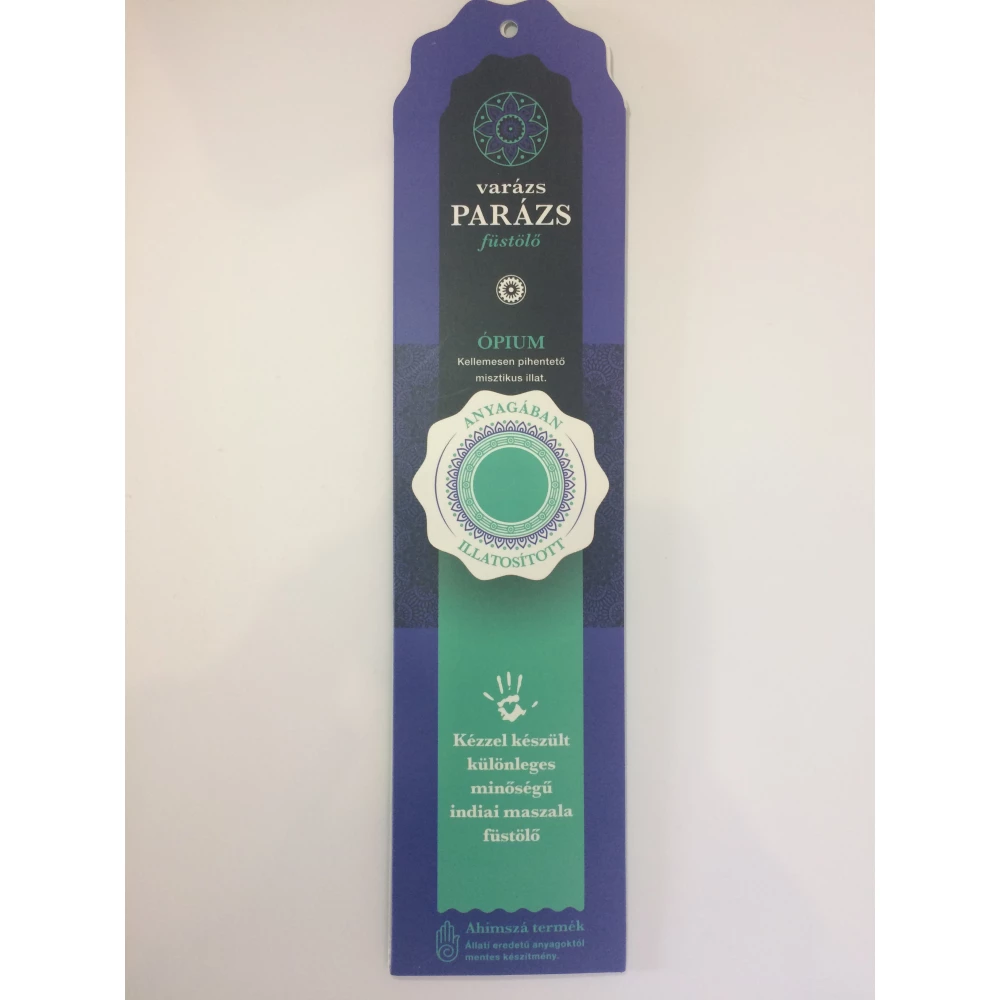 varázs
PARÁZS
füstölő
ÓPIUM
Kellemesen pihentető
misztikus illat.
ANYAGÁBAN
ILLATOSÍTOTT
Kézzel készült
különleges
minőségű
indiai maszala
füstölő
Ahimszá termék
Állati eredetű anyagoktól
mentes készítmény.